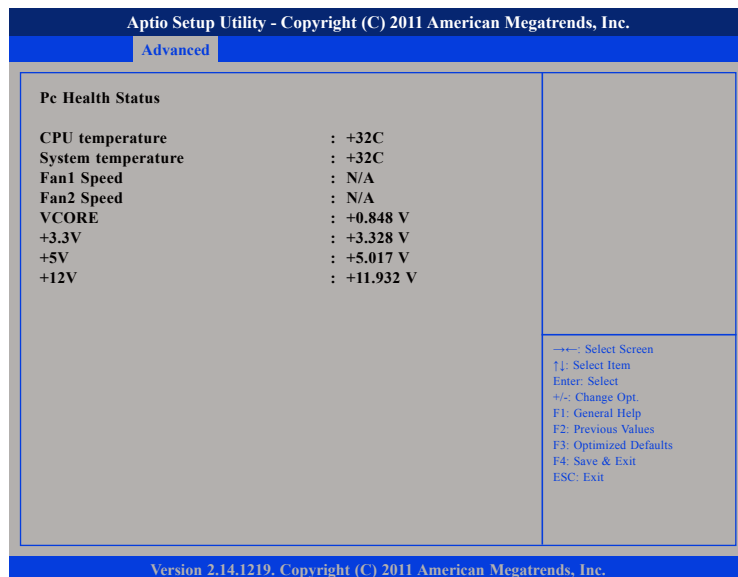 Aptio Setup Utility - Copyright (C) 2011 American Megatrends, Inc.
Advanced
Pc Health Status
CPU temperature : +32C
System temperature : +32C
Fan1 Speed : N/A
Fan2 Speed : N/A
VCORE : +0.848 V
+3.3V : +3.328 V
+5V : +5.017 V
+12V : +11.932 V
→←: Select Screen
↑↓: Select Item
Enter: Select
+/-: Change Opt.
F1: General Help
F2: Previous Values
F3: Optimized Defaults
F4: Save & Exit
ESC: Exit
Version 2.14.1219. Copyright (C) 2011 American Megatrends, Inc.